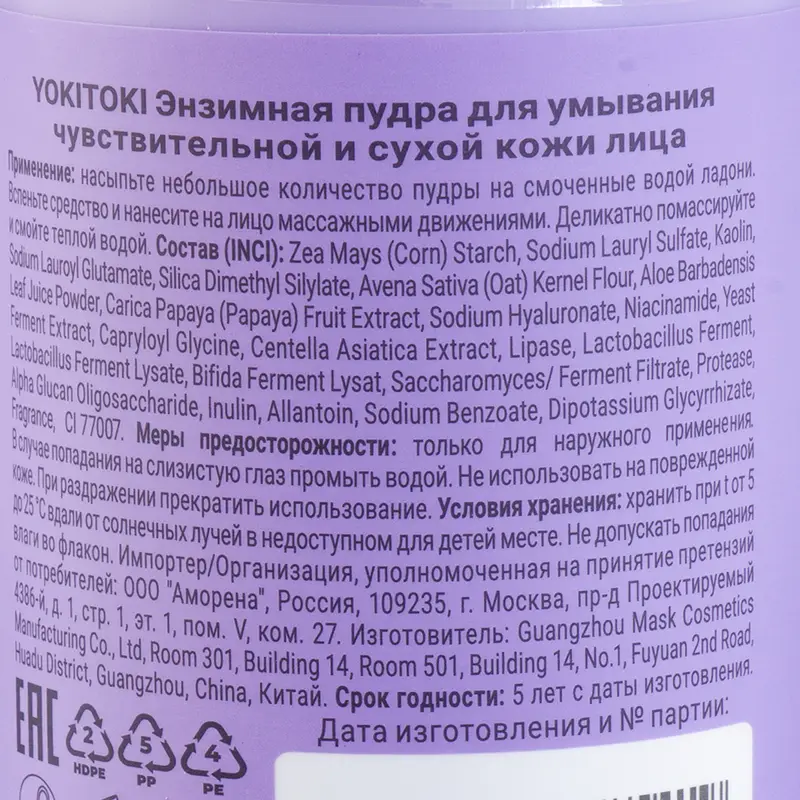 YOKITOKI Энзимная пудра для умывания
чувствительной и сухой кожи лица
Применение: насыпьте небольшое количество пудры на смоченные водой ладони.
Вспеньте средство и нанесите на лицо массажными движениями. Деликатно помассируйте
и смойте теплой водой. Состав (INCI): Zea Mays (Corn) Starch, Sodium Lauryl Sulfate, Kaolin,
Sodium Lauroyl Glutamate, Silica Dimethyl Silylate, Avena Sativa (Oat) Kernel Flour, Aloe Barbadensis
Leaf Juice Powder, Carica Papaya (Papaya) Fruit Extract, Sodium Hyaluronate, Niacinamide, Yeast
Ferment Extract, Capryloyl Glycine, Centella Asiatica Extract, Lipase, Lactobacillus Ferment,
Lactobacillus Ferment Lysate, Bifida Ferment Lysat, Saccharomyces/ Ferment Filtrate, Protease,
Alpha Glucan Oligosaccharide, Inulin, Allantoin, Sodium Benzoate, Dipotassium Glycyrrhizate,
Fragrance, CI 77007. Меры предосторожности: только для наружного применения.
В случае попадания на слизистую глаз промыть водой. Не использовать на поврежденной
коже. При раздражении прекратить использование. Условия хранения: хранить при t от 5
до 25 °C вдали от солнечных лучей в недоступном для детей месте. Не допускать попадания
влаги во флакон. Импортер/Организация, уполномоченная на принятие претензий
от потребителей: ООО "Аморена", Россия, 109235, г. Москва, пр-д Проектируемый
4386-й, д. 1, стр. 1, эт. 1, пом. V, ком. 27. Изготовитель: Guangzhou Mask Cosmetics
Manufacturing Co., Ltd, Room 301, Building 14, Room 501, Building 14, No.1, Fuyuan 2nd Road,
Huadu District, Guangzhou, China, Китай. Срок годности: 5 лет с даты изготовления.
Дата изготовления и № партии:
EAC
2 5 4
HDPE PP PE